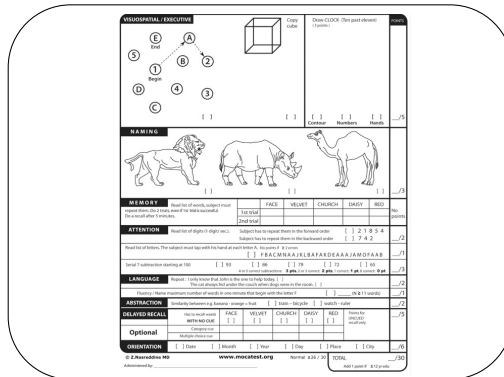 VISUOSPATIAL / EXECUTIVE
Copy cube
Draw CLOCK (Ten past eleven)
(3 points)
POINTS
E
End
A
5
B
2
1
Begin
D
4
3
C
[ ]
[ ]
[ ] [ ] [ ]
Contour Numbers Hands
__/5
NAMING
[ ]
[ ]
[ ]
__/3
MEMORY
Read list of words, subject must
repeat them. Do 2 trials, even if 1st trial is successful.
Do a recall after 5 minutes.
FACE VELVET CHURCH DAISY RED
1st trial
2nd trial
No points
ATTENTION
Read list of digits (1 digit/ sec.).
Subject has to repeat them in the forward order [ ] 2 1 8 5 4
Subject has to repeat them in the backward order [ ] 7 4 2
__/2
Read list of letters. The subject must tap with his hand at each letter A. No points if ≥ 2 errors
[ ] F B A C M N A A J K L B A F A K D E A A A J A M O F A A B
__/1
Serial 7 subtraction starting at 100
[ ] 93 [ ] 86 [ ] 79 [ ] 72 [ ] 65
4 or 5 correct subtractions: 3 pts, 2 or 3 correct: 2 pts, 1 correct: 1 pt, 0 correct: 0 pt
__/3
LANGUAGE
Repeat : I only know that John is the one to help today. [ ]
The cat always hid under the couch when dogs were in the room. [ ]
__/2
Fluency / Name maximum number of words in one minute that begin with the letter F
[ ] ____ (N ≥ 11 words)
__/1
ABSTRACTION
Similarity between e.g. banana - orange = fruit
[ ] train – bicycle [ ] watch - ruler
__/2
DELAYED RECALL
Has to recall words
WITH NO CUE
FACE VELVET CHURCH DAISY RED
[ ] [ ] [ ] [ ] [ ]
Points for UNCUED recall only
__/5
Optional
Category cue
Multiple choice cue
ORIENTATION
[ ] Date [ ] Month [ ] Year [ ] Day [ ] Place [ ] City
__/6
© Z.Nasreddine MD
www.mocatest.org
Normal ≥ 26 / 30
TOTAL
__/30
Administered by:
Add 1 point if ≤ 12 yr edu